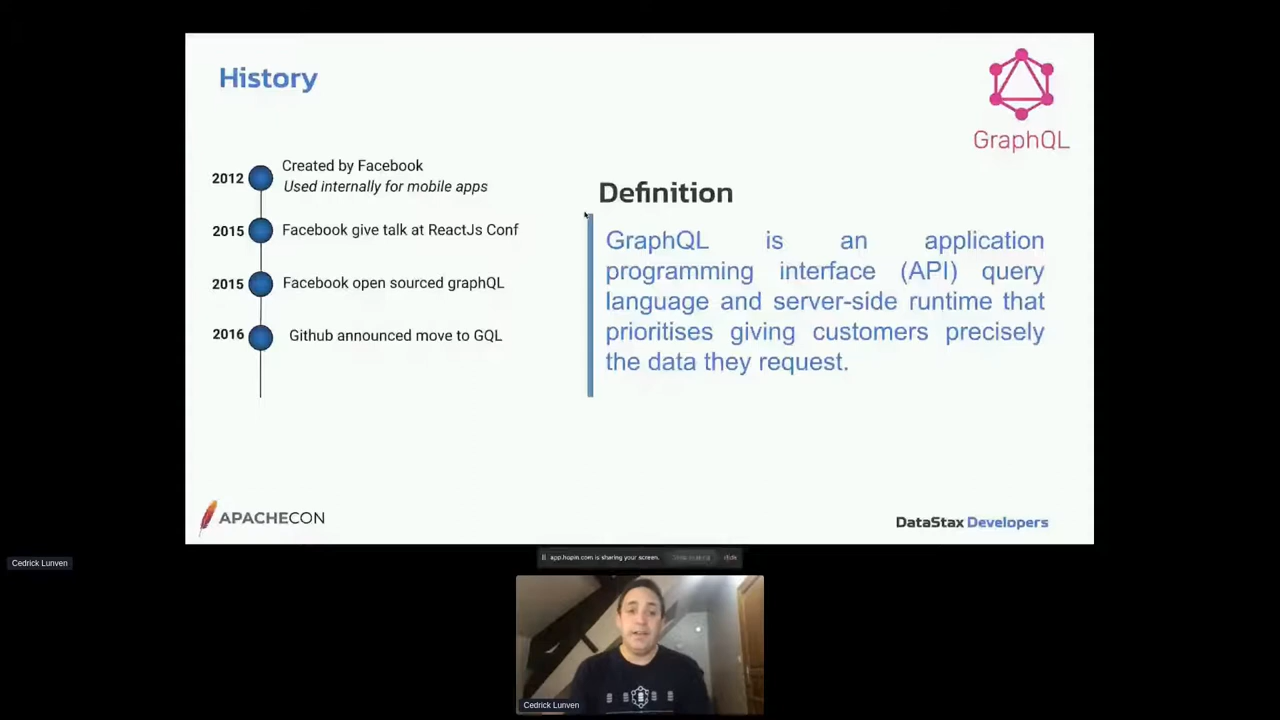 History
GraphQL
2012
Created by Facebook
Used internally for mobile apps
2015
Facebook give talk at ReactJs Conf
2015
Facebook open sourced graphQL
2016
Github announced move to GQL
Definition
GraphQL is an application
programming interface (API) query
language and server-side runtime that
prioritises giving customers precisely
the data they request.
APACHECON
DataStax Developers
Cedrick Lunven
app.hopin.com is sharing your screen.
Cedrick Lunven